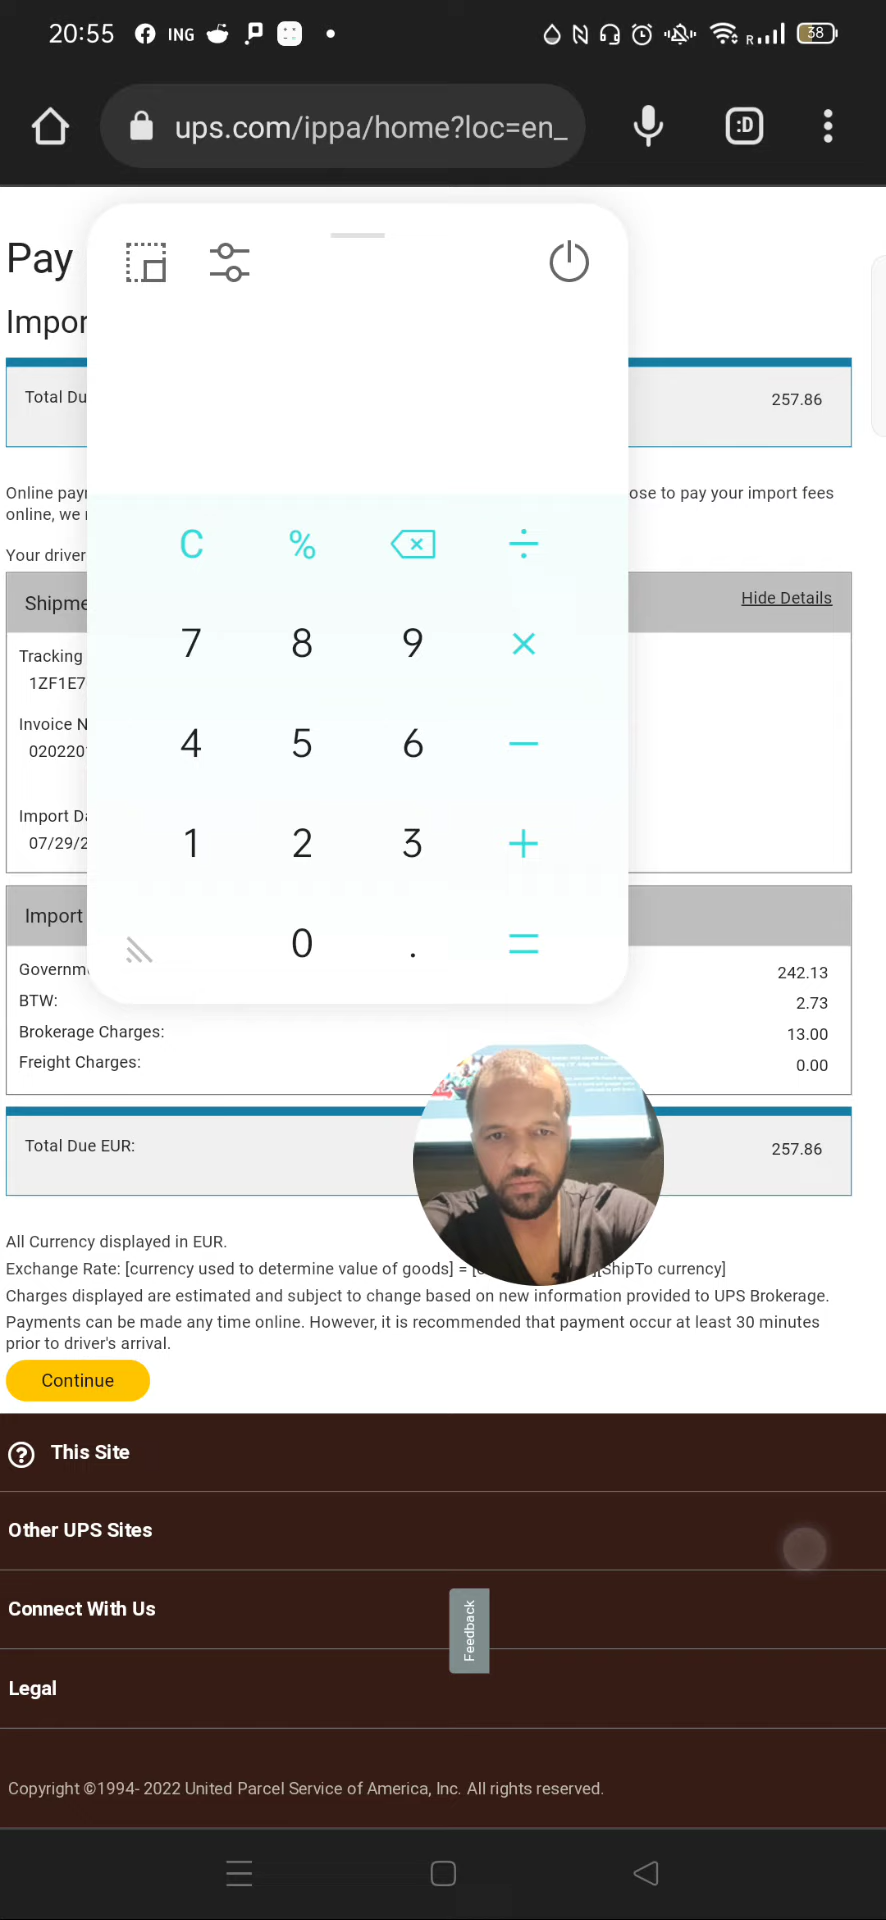 20:55 ING R 38
ups.com/ippa/home?loc=en_ :D
Pay
Impor
Total Du 257.86
Online payr ose to pay your import fees
online, we
Your driver
Shipme Hide Details
Tracking
1ZF1E7
Invoice N
020220
Import Da
07/29/2
C % ÷
7 8 9 ×
4 5 6 −
1 2 3 +
0 . =
Import
Governm 242.13
BTW: 2.73
Brokerage Charges: 13.00
Freight Charges: 0.00
Total Due EUR: 257.86
All Currency displayed in EUR.
Exchange Rate: [currency used to determine value of goods] = [ ][ShipTo currency]
Charges displayed are estimated and subject to change based on new information provided to UPS Brokerage.
Payments can be made any time online. However, it is recommended that payment occur at least 30 minutes
prior to driver's arrival.
Continue
This Site
Other UPS Sites
Connect With Us
Feedback
Legal
Copyright ©1994- 2022 United Parcel Service of America, Inc. All rights reserved.